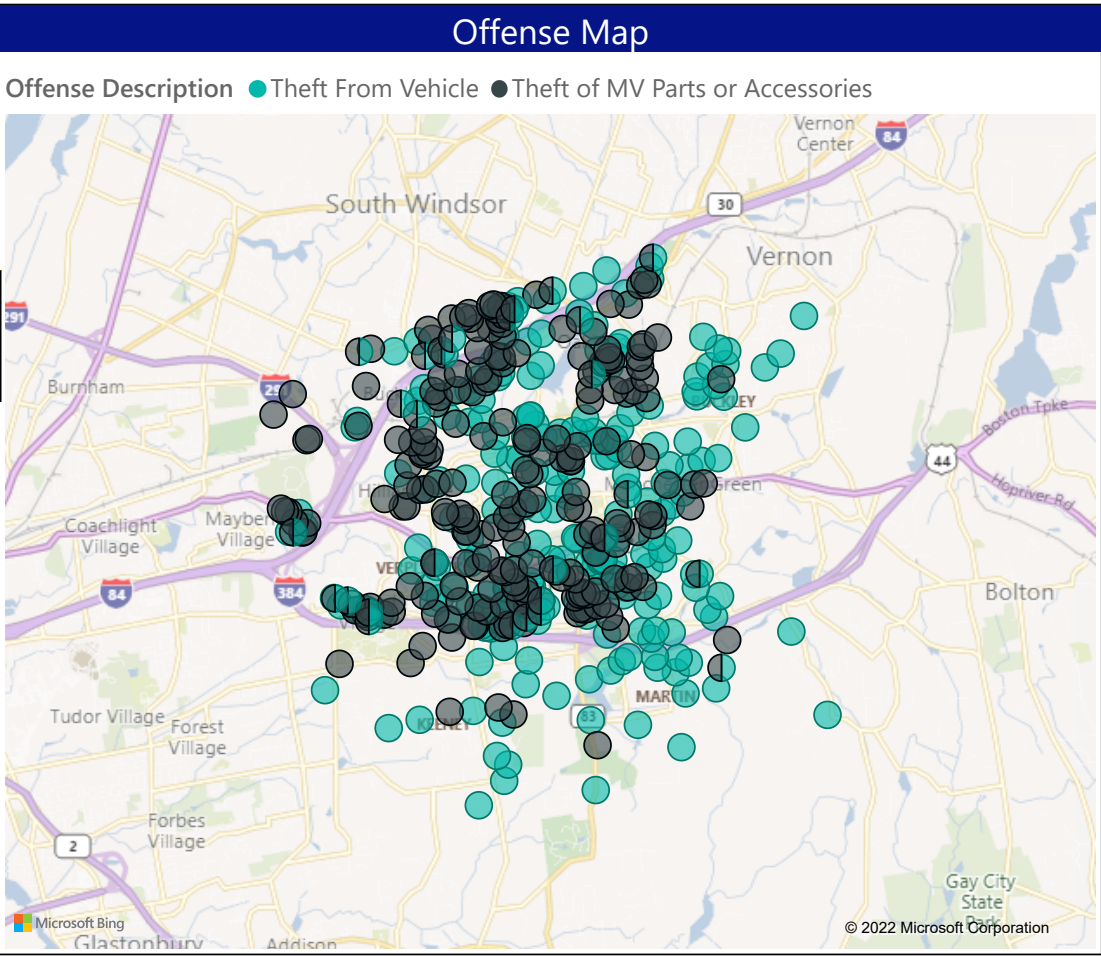 Offense Map
Offense Description Theft From Vehicle Theft of MV Parts or Accessories
Vernon
Center
84
South Windsor
30
Vernon
291
Burnham
Boston Tpke
44
Green
Hopriver Rd
Coachlight
Village
Village
84
384
Bolton
MARTIN
Tudor Village
Forest
Village
83
Forbes
Village
2
Gay City
State
Park
Microsoft Bing
© 2022 Microsoft Corporation
Glastonbury
Addison